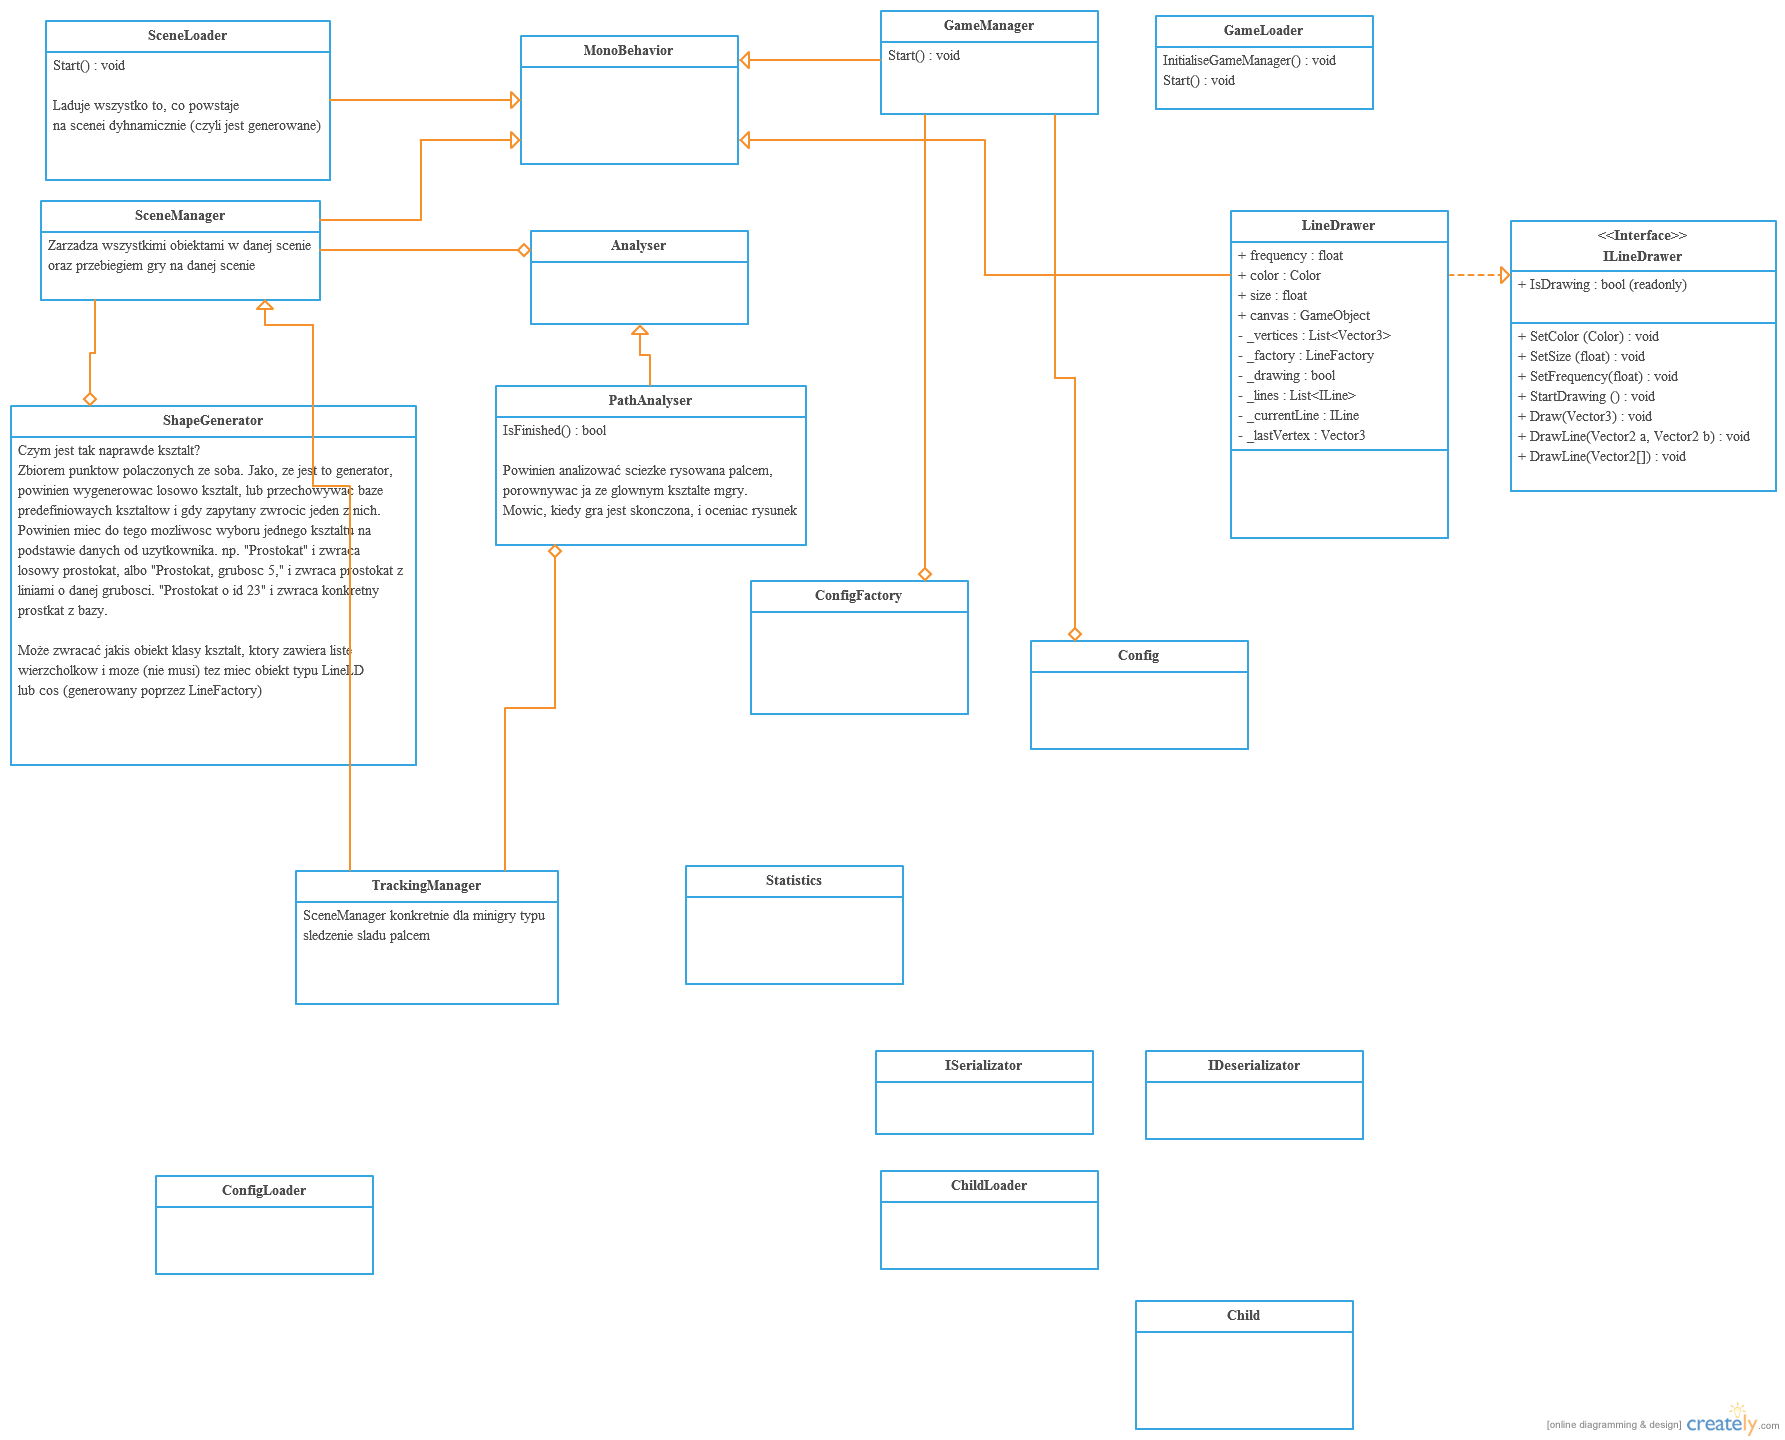 SceneLoader
Start() : void
Laduje wszystko to, co powstaje
na scenei dyhnamicznie (czyli jest generowane)
MonoBehavior
GameManager
Start() : void
GameLoader
InitialiseGameManager() : void
Start() : void
SceneManager
Zarzadza wszystkimi obiektami w danej scenie
oraz przebiegiem gry na danej scenie
Analyser
LineDrawer
+ frequency : float
+ color : Color
+ size : float
+ canvas : GameObject
- _vertices : List<Vector3>
- _factory : LineFactory
- _drawing : bool
- _lines : List<ILine>
- _currentLine : ILine
- _lastVertex : Vector3
<<Interface>>
ILineDrawer
+ IsDrawing : bool (readonly)
+ SetColor (Color) : void
+ SetSize (float) : void
+ SetFrequency(float) : void
+ StartDrawing () : void
+ Draw(Vector3) : void
+ DrawLine(Vector2 a, Vector2 b) : void
+ DrawLine(Vector2[]) : void
ShapeGenerator
Czym jest tak naprawde ksztalt?
Zbiorem punktow polaczonych ze soba. Jako, ze jest to generator,
powinien wygenerowac losowo ksztalt, lub przechowywac baze
predefiniowaych ksztaltow i gdy zapytany zwrocic jeden z nich.
Powinien miec do tego mozliwosc wyboru jednego ksztaltu na
podstawie danych od uzytkownika. np. "Prostokat" i zwraca
losowy prostokat, albo "Prostokat, grubosc 5," i zwraca prostokat z
liniami o danej grubosci. "Prostokat o id 23" i zwraca konkretny
prostkat z bazy.
Może zwracać jakis obiekt klasy ksztalt, ktory zawiera liste
wierzcholkow i moze (nie musi) tez miec obiekt typu LineLD
lub cos (generowany poprzez LineFactory)
PathAnalyser
IsFinished() : bool
Powinien analizować sciezke rysowana palcem,
porownywac ja ze glownym ksztalte mgry.
Mowic, kiedy gra jest skonczona, i oceniac rysunek
ConfigFactory
Config
TrackingManager
SceneManager konkretnie dla minigry typu
sledzenie sladu palcem
Statistics
ISerializator
IDeserializator
ConfigLoader
ChildLoader
Child
[online diagramming & design] creately.com